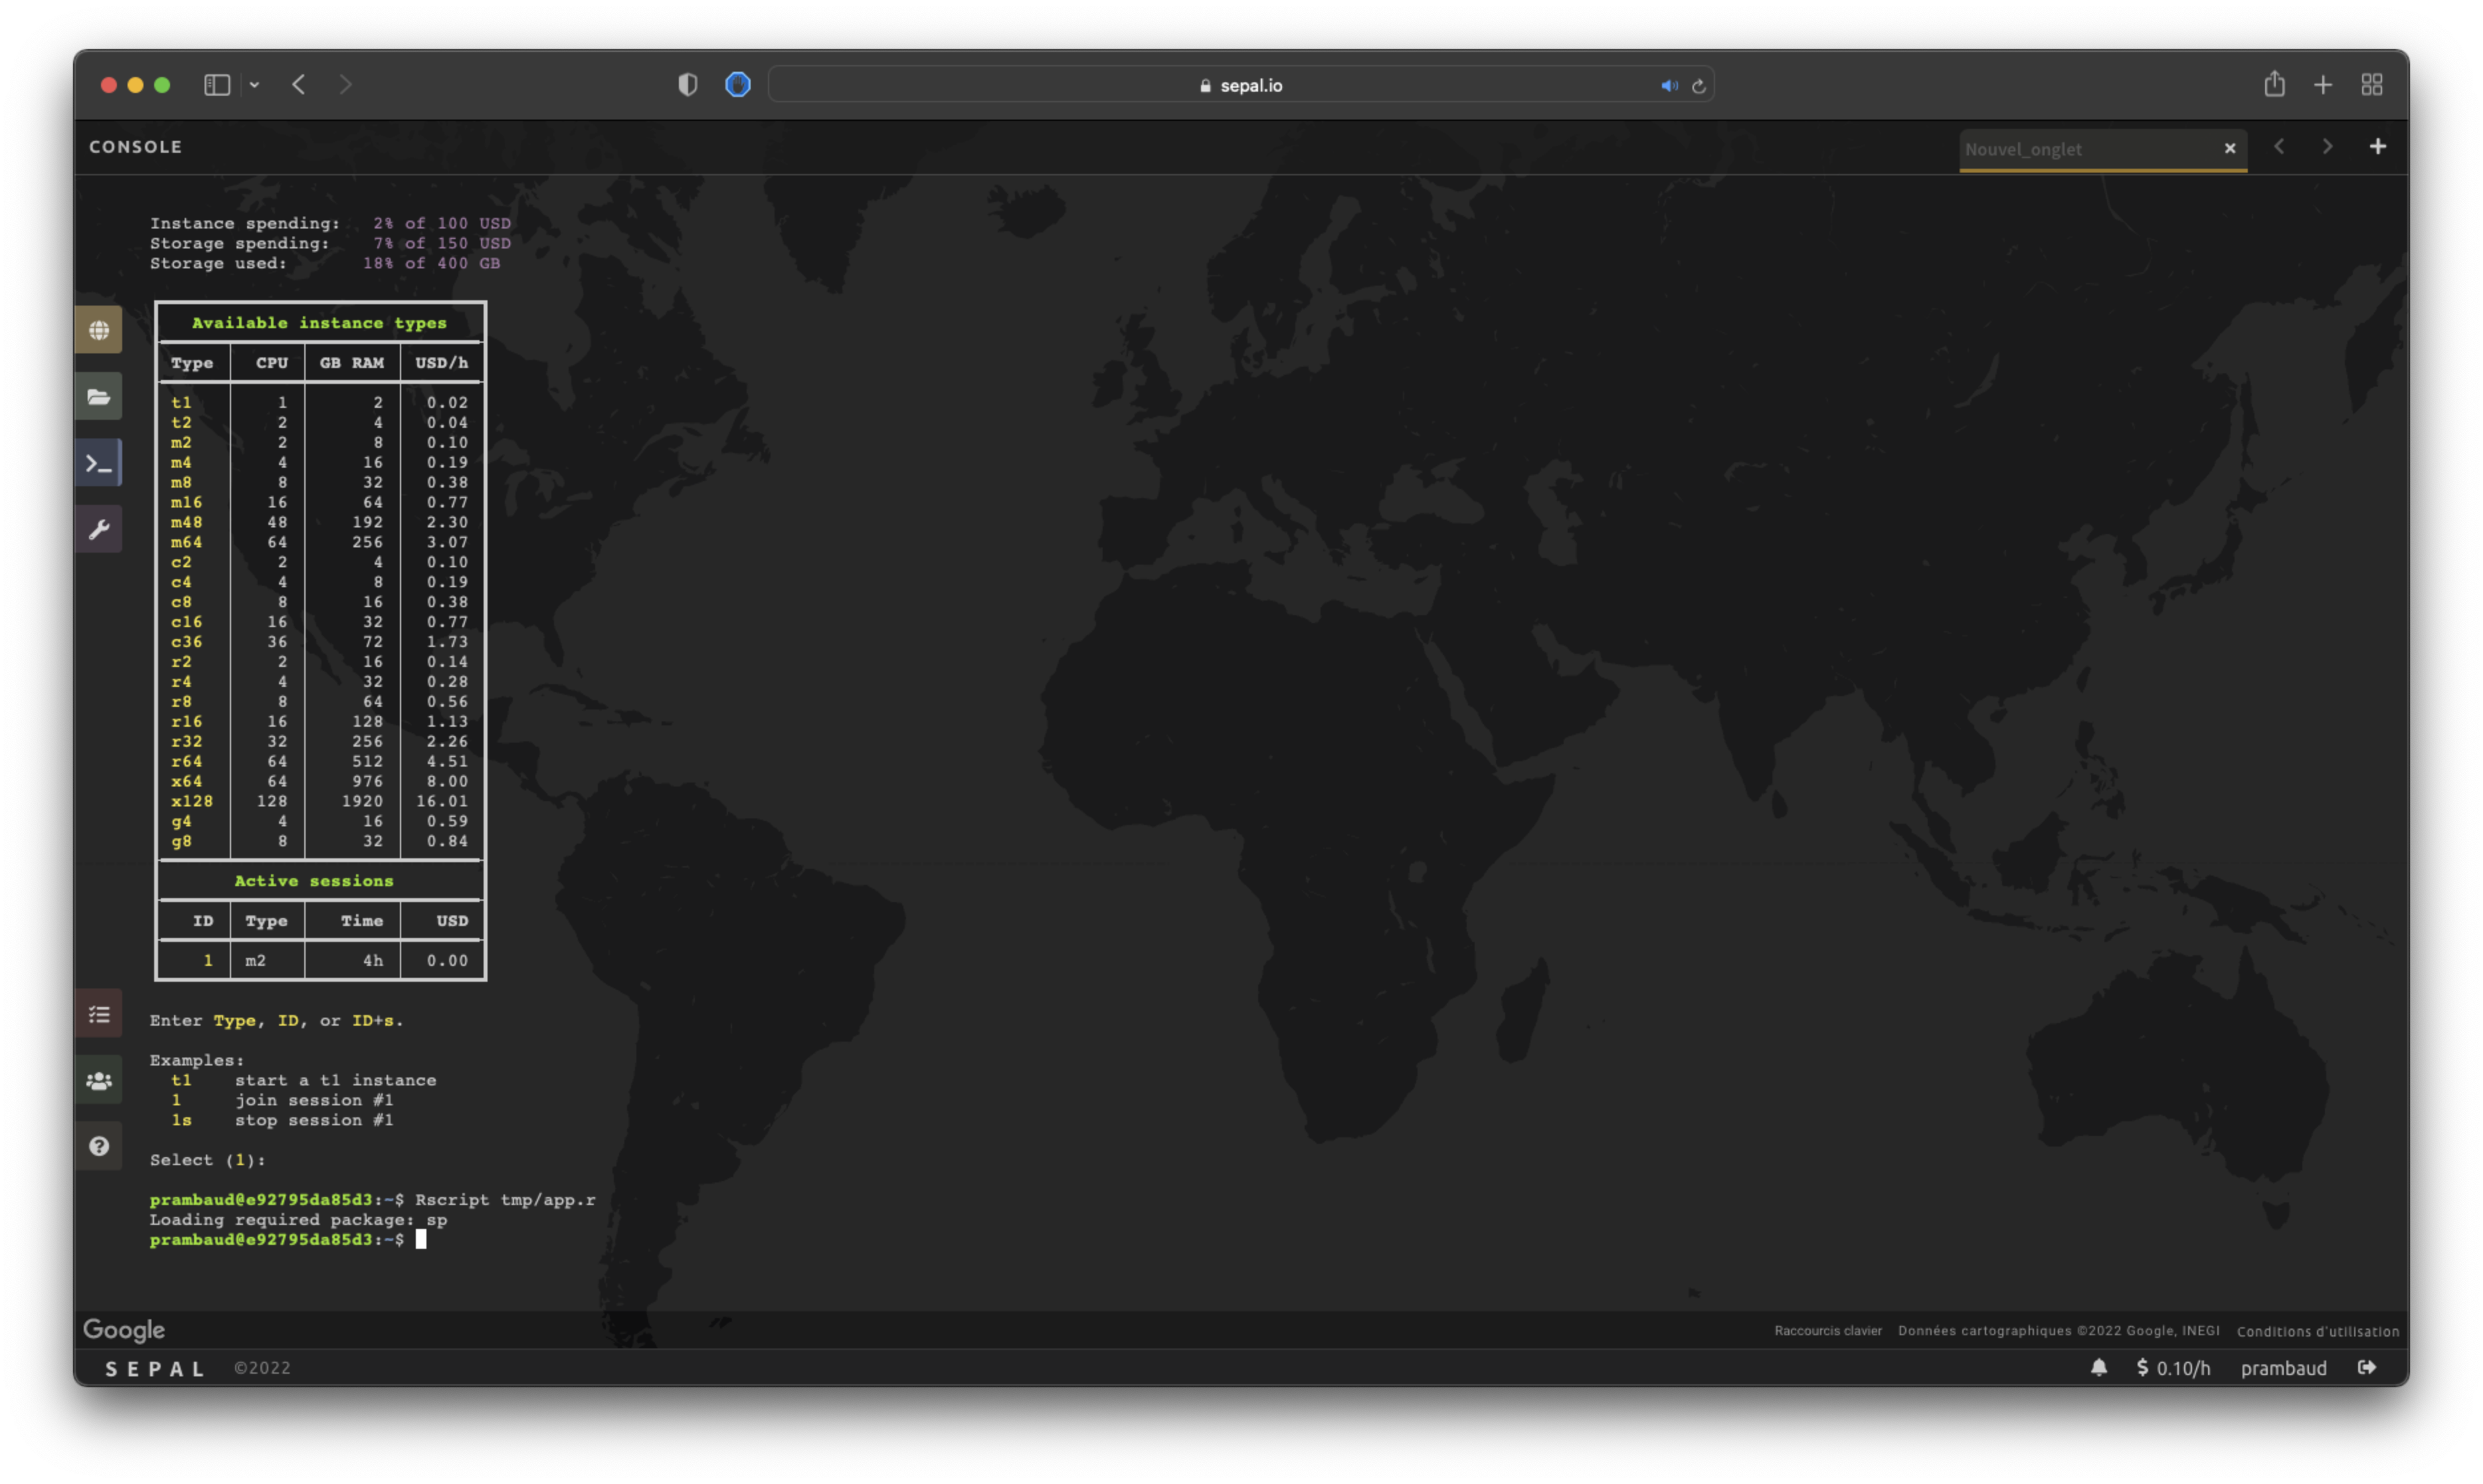 sepal.io
CONSOLE
Nouvel_onglet
Instance spending: 2% of 100 USD
Storage spending: 7% of 150 USD
Storage used: 18% of 400 GB
Available instance types
Type CPU GB RAM USD/h
t1 1 2 0.02
t2 2 4 0.04
m2 2 8 0.10
m4 4 16 0.19
m8 8 32 0.38
m16 16 64 0.77
m48 48 192 2.30
m64 64 256 3.07
c2 2 4 0.10
c4 4 8 0.19
c8 8 16 0.38
c16 16 32 0.77
c36 36 72 1.73
r2 2 16 0.14
r4 4 32 0.28
r8 8 64 0.56
r16 16 128 1.13
r32 32 256 2.26
r64 64 512 4.51
x64 64 976 8.00
x128 128 1920 16.01
g4 4 16 0.59
g8 8 32 0.84
Active sessions
ID Type Time USD
1 m2 4h 0.00
Enter Type, ID, or ID+s.
Examples:
t1 start a t1 instance
1 join session #1
1s stop session #1
Select (1):
prambaud@e92795da85d3:~$ Rscript tmp/app.r
Loading required package: sp
prambaud@e92795da85d3:~$
Google
Raccourcis clavier Données cartographiques ©2022 Google, INEGI Conditions d'utilisation
SEPAL ©2022
$ 0.10/h prambaud